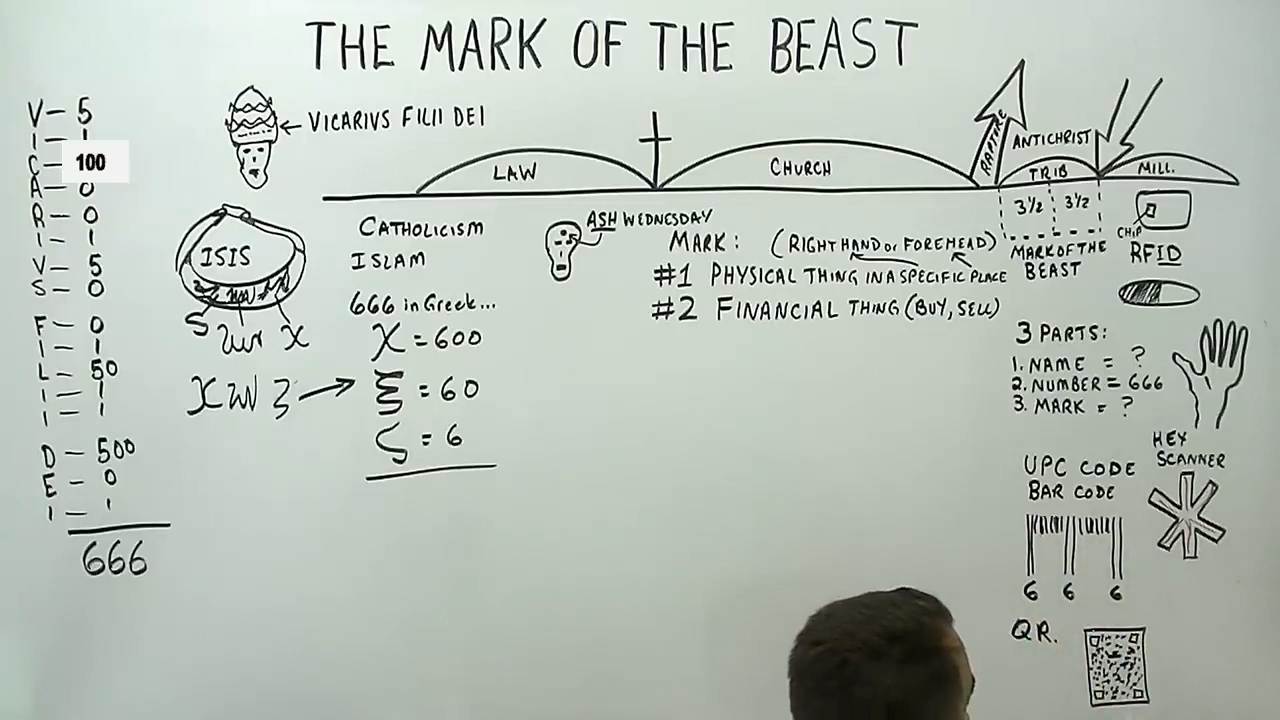 THE MARK OF THE BEAST
V – 5
I – 1
C – 100
A – 0
R – 0
I – 1
V – 5
S – 0
F – 0
I – 1
L – 50
I – 1
I – 1
D – 500
E – 0
I – 1
666
← VICARIVS FILII DEI
ISIS
S
X
CATHOLICISM
ISLAM
666 in GREEK...
χ = 600
ξ = 60
ς = 6
LAW
CHURCH
RAPTURE
ANTICHRIST
TRIB
MILL.
3½ 3½
MARK OF THE
BEAST
ASH WEDNESDAY
MARK: (RIGHT HAND or FOREHEAD)
#1 PHYSICAL THING IN A SPECIFIC PLACE
#2 FINANCIAL THING (BUY, SELL)
CHIP
RFID
3 PARTS:
1. NAME = ?
2. NUMBER = 666
3. MARK = ?
HEX
SCANNER
UPC CODE
BAR CODE
6 6 6
QR.